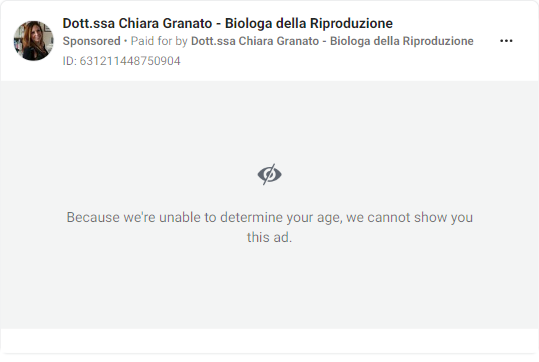 Dott.ssa Chiara Granato - Biologa della Riproduzione
Sponsored • Paid for by Dott.ssa Chiara Granato - Biologa della Riproduzione
ID: 631211448750904
Because we're unable to determine your age, we cannot show you
this ad.